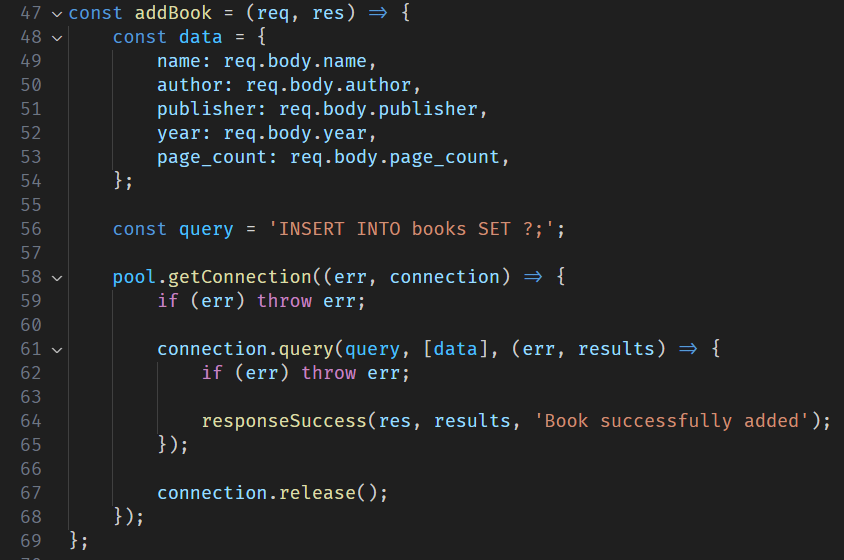 47 const addBook = (req, res) => {
48     const data = {
49         name: req.body.name,
50         author: req.body.author,
51         publisher: req.body.publisher,
52         year: req.body.year,
53         page_count: req.body.page_count,
54     };
55
56     const query = 'INSERT INTO books SET ?;';
57
58     pool.getConnection((err, connection) => {
59         if (err) throw err;
60
61         connection.query(query, [data], (err, results) => {
62             if (err) throw err;
63
64             responseSuccess(res, results, 'Book successfully added');
65         });
66
67         connection.release();
68     });
69 };